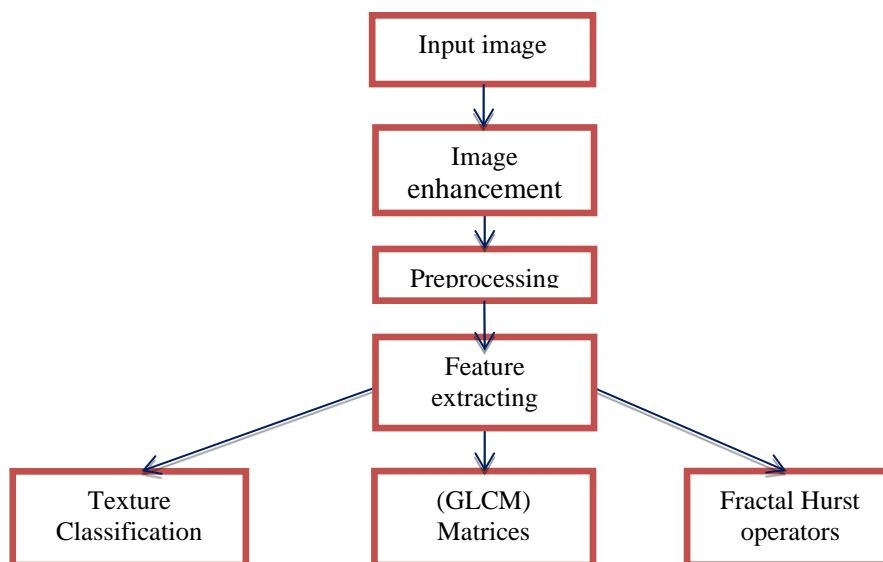 Input image
Image
enhancement
Preprocessing
Feature
extracting
Texture
Classification
(GLCM)
Matrices
Fractal Hurst
operators